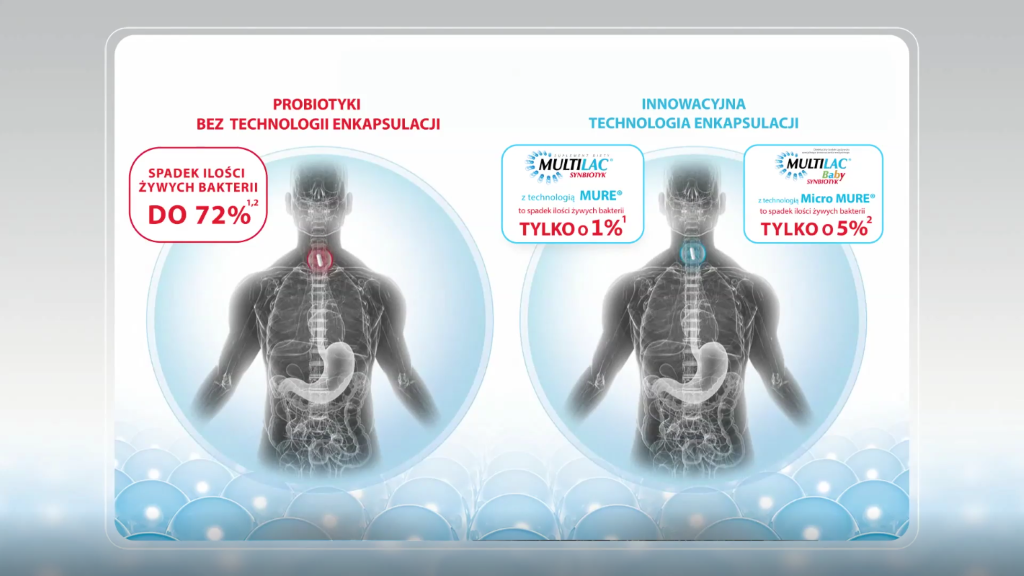 PROBIOTYKI
BEZ TECHNOLOGII ENKAPSULACJI
SPADEK ILOŚCI
ŻYWYCH BAKTERII
DO 72%1,2
INNOWACYJNA
TECHNOLOGIA ENKAPSULACJI
SUPLEMENT DIETY
MULTILAC®
SYNBIOTYK
z technologią MURE®
to spadek ilości żywych bakterii
TYLKO O 1%1
MULTILAC®
Baby
SYNBIOTYK
z technologią Micro MURE®
to spadek ilości żywych bakterii
TYLKO O 5%2